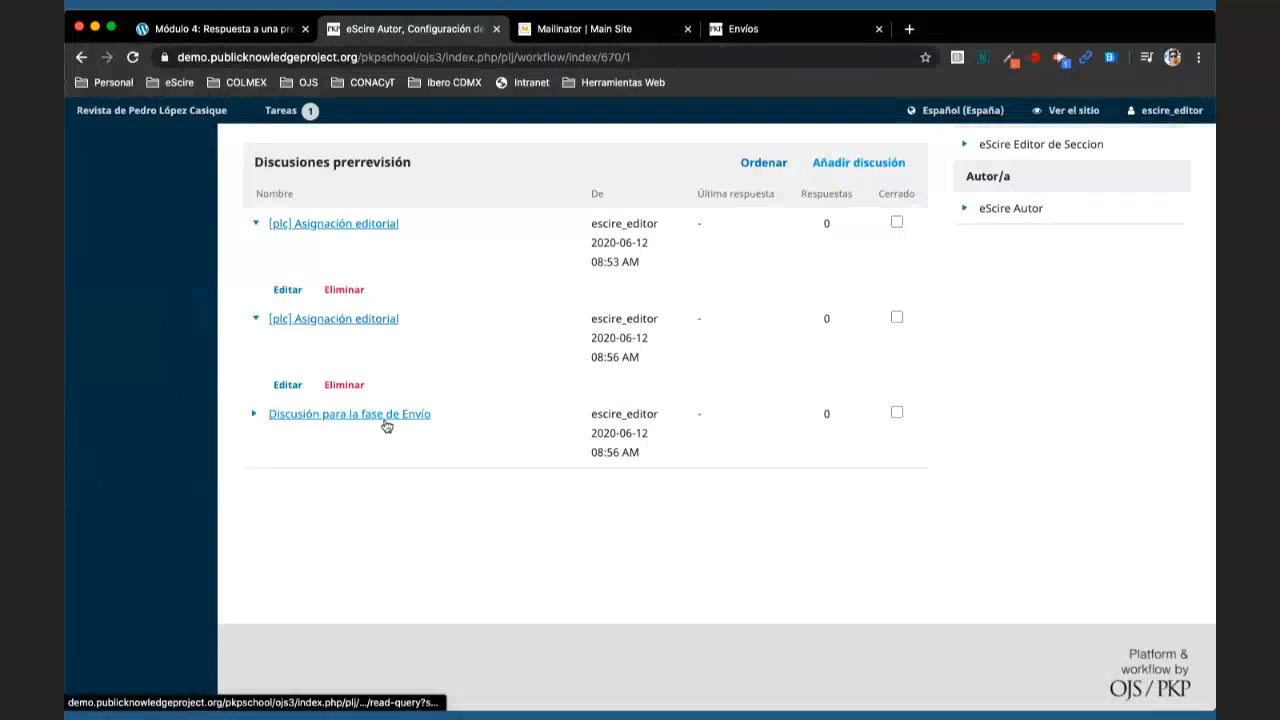 Módulo 4: Respuesta a una pre
eScire Autor, Configuración de
Mailinator | Main Site
Envíos
demo.publicknowledgeproject.org/pkpschool/ojs3/index.php/plj/workflow/index/670/1
Personal
eScire
COLMEX
OJS
CONACyT
Ibero CDMX
Intranet
Herramientas Web
Revista de Pedro López Casique
Tareas 1
Español (España)
Ver el sitio
escire_editor
Discusiones prerrevisión
Ordenar
Añadir discusión
Nombre
De
Última respuesta
Respuestas
Cerrado
[plc] Asignación editorial
escire_editor
-
0
2020-06-12
08:53 AM
Editar
Eliminar
[plc] Asignación editorial
escire_editor
-
0
2020-06-12
08:56 AM
Editar
Eliminar
Discusión para la fase de Envío
escire_editor
-
0
2020-06-12
08:56 AM
eScire Editor de Seccion
Autor/a
eScire Autor
Platform &
workflow by
OJS / PKP
demo.publicknowledgeproject.org/pkpschool/ojs3/index.php/plj/.../read-query?s...